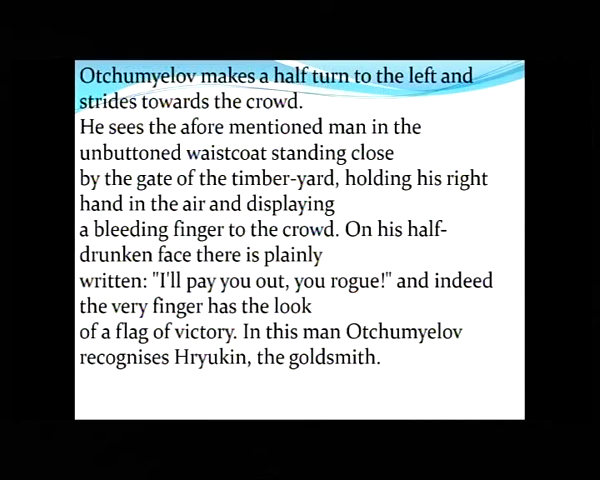 Otchumyelov makes a half turn to the left and
strides towards the crowd.
He sees the afore mentioned man in the
unbuttoned waistcoat standing close
by the gate of the timber-yard, holding his right
hand in the air and displaying
a bleeding finger to the crowd. On his half-
drunken face there is plainly
written: "I'll pay you out, you rogue!" and indeed
the very finger has the look
of a flag of victory. In this man Otchumyelov
recognises Hryukin, the goldsmith.